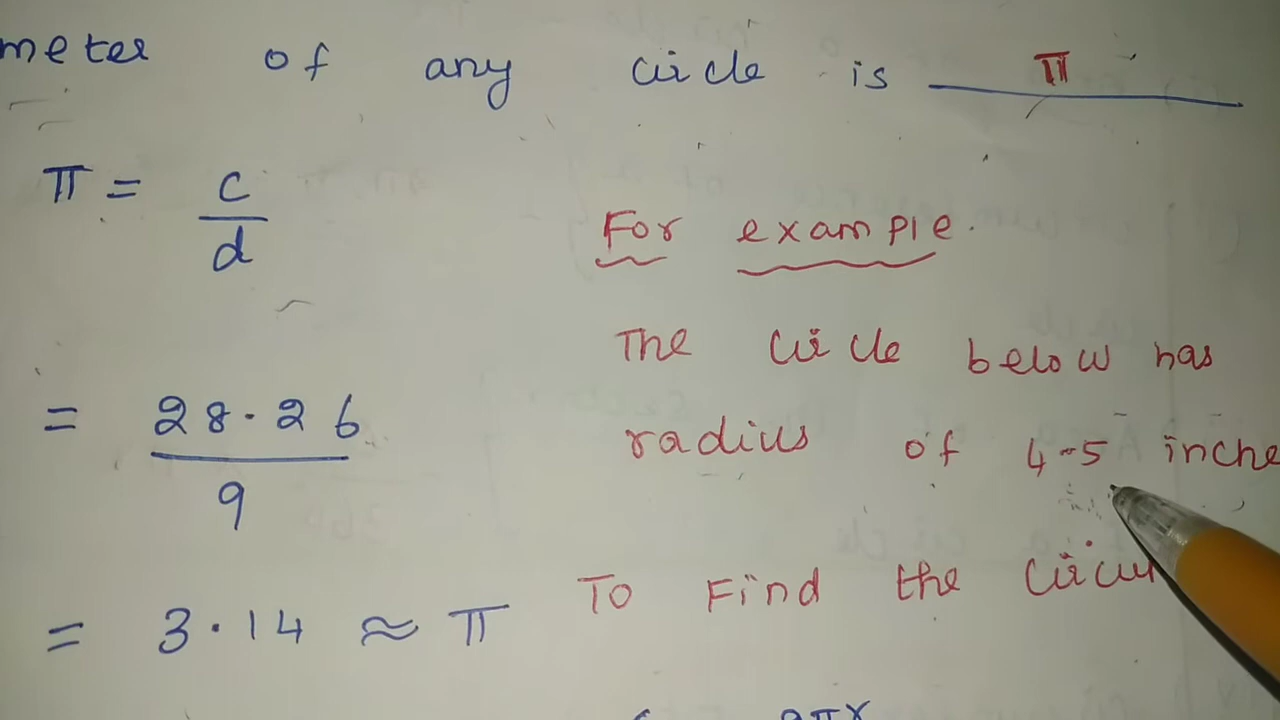 meter of any circle is π
π = c
d
For example.
The circle below has
= 28.26
9
radius of 4.5 inche
To Find the Circu
= 3.14 ≈ π
2πr